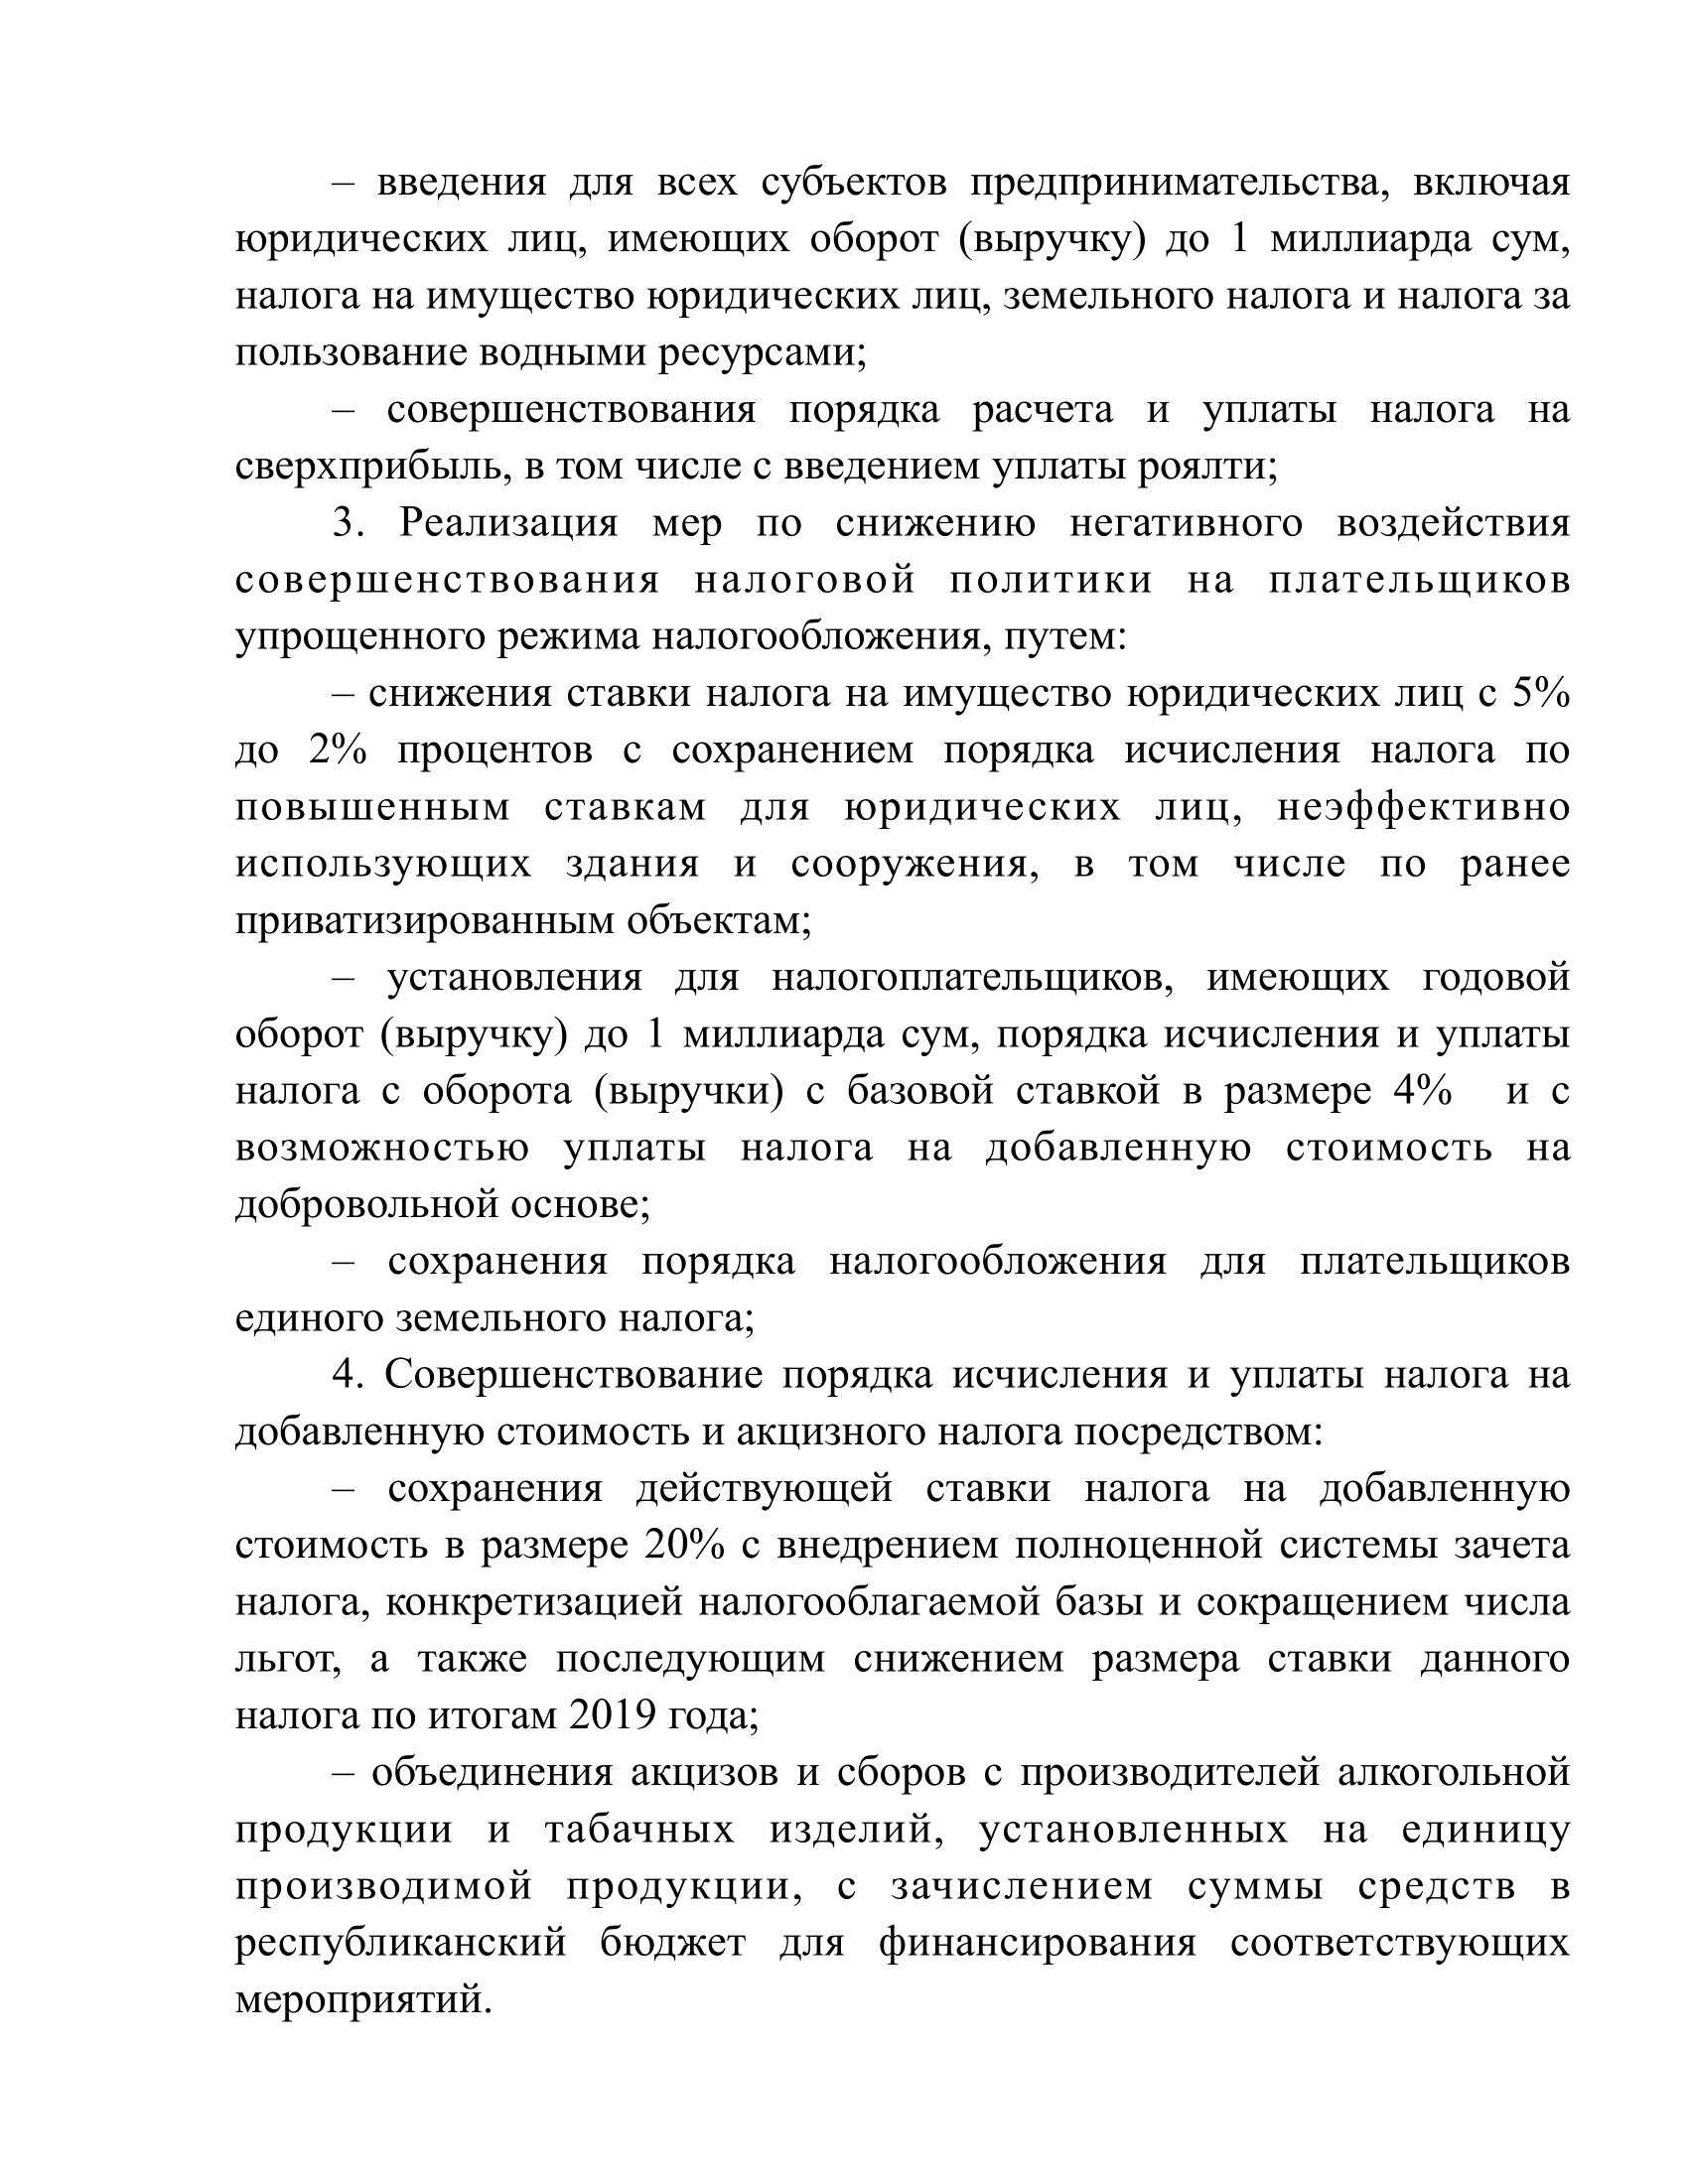 – введения для всех субъектов предпринимательства, включая
юридических лиц, имеющих оборот (выручку) до 1 миллиарда сум,
налога на имущество юридических лиц, земельного налога и налога за
пользование водными ресурсами;
– совершенствования порядка расчета и уплаты налога на
сверхприбыль, в том числе с введением уплаты роялти;
3. Реализация мер по снижению негативного воздействия
совершенствования налоговой политики на плательщиков
упрощенного режима налогообложения, путем:
– снижения ставки налога на имущество юридических лиц с 5%
до 2% процентов с сохранением порядка исчисления налога по
повышенным ставкам для юридических лиц, неэффективно
использующих здания и сооружения, в том числе по ранее
приватизированным объектам;
– установления для налогоплательщиков, имеющих годовой
оборот (выручку) до 1 миллиарда сум, порядка исчисления и уплаты
налога с оборота (выручки) с базовой ставкой в размере 4% и с
возможностью уплаты налога на добавленную стоимость на
добровольной основе;
– сохранения порядка налогообложения для плательщиков
единого земельного налога;
4. Совершенствование порядка исчисления и уплаты налога на
добавленную стоимость и акцизного налога посредством:
– сохранения действующей ставки налога на добавленную
стоимость в размере 20% с внедрением полноценной системы зачета
налога, конкретизацией налогооблагаемой базы и сокращением числа
льгот, а также последующим снижением размера ставки данного
налога по итогам 2019 года;
– объединения акцизов и сборов с производителей алкогольной
продукции и табачных изделий, установленных на единицу
производимой продукции, с зачислением суммы средств в
республиканский бюджет для финансирования соответствующих
мероприятий.